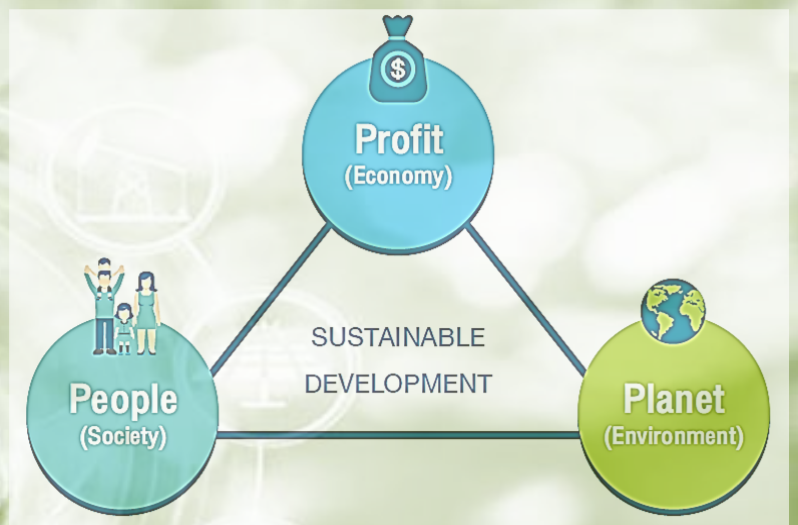 $
Profit
(Economy)
SUSTAINABLE
DEVELOPMENT
People
(Society)
Planet
(Environment)